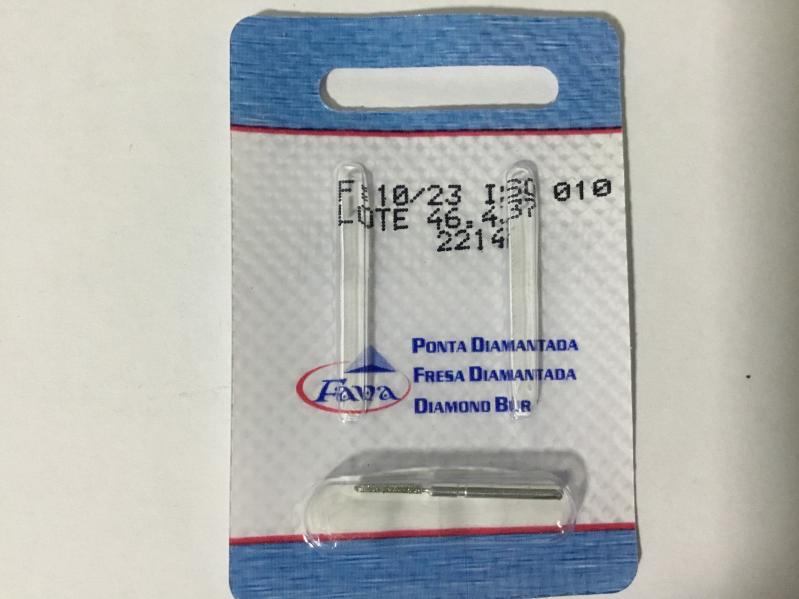 F.10/23 ISO 010
LOTE 46.437
2214
Fava
PONTA DIAMANTADA
FRESA DIAMANTADA
DIAMOND BUR